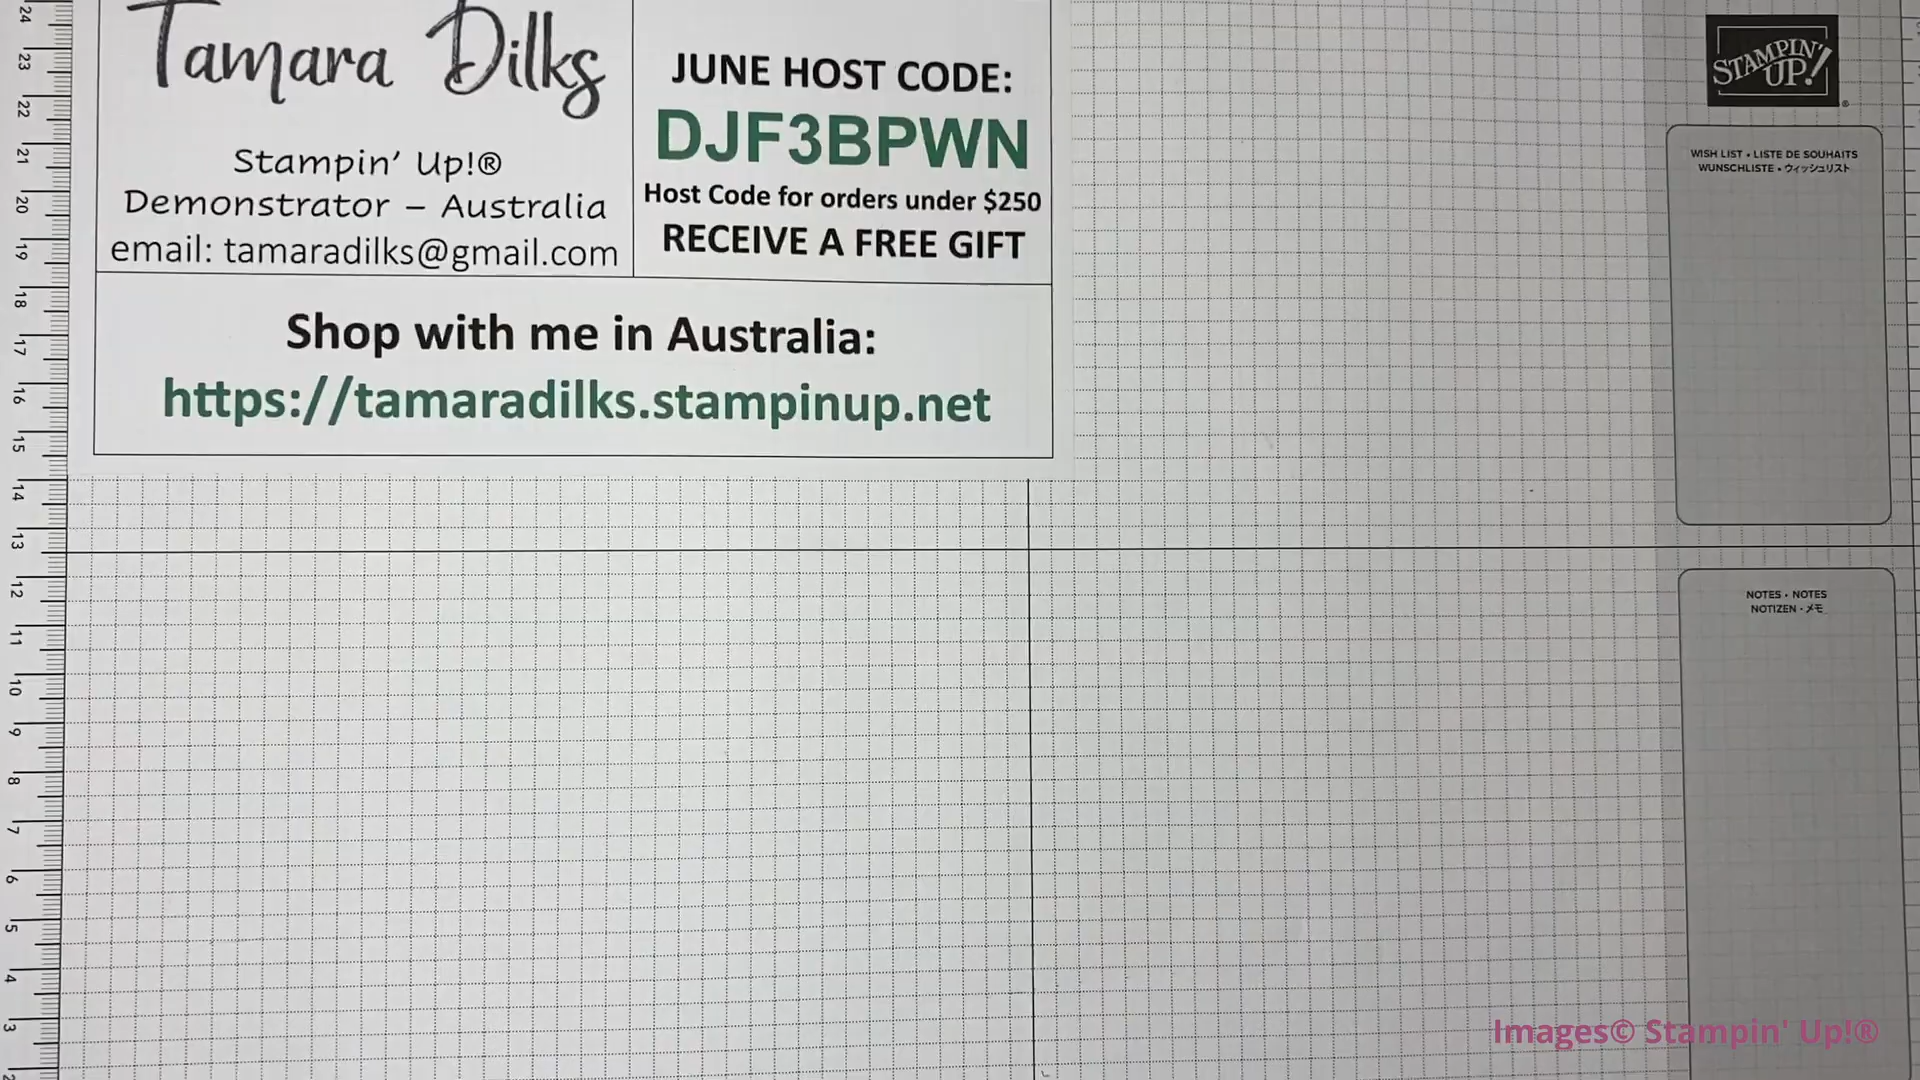 Tamara Dilks
Stampin' Up!®
Demonstrator – Australia
email: tamaradilks@gmail.com
JUNE HOST CODE:
DJF3BPWN
Host Code for orders under $250
RECEIVE A FREE GIFT
Shop with me in Australia:
https://tamaradilks.stampinup.net
STAMPIN' UP!®
WISH LIST • LISTE DE SOUHAITS
WUNSCHLISTE • ウィッシュリスト
NOTES • NOTES
NOTIZEN • メモ
24
23
22
21
20
19
18
17
16
15
14
13
12
11
10
9
8
7
6
5
4
3
2
Images© Stampin' Up!®